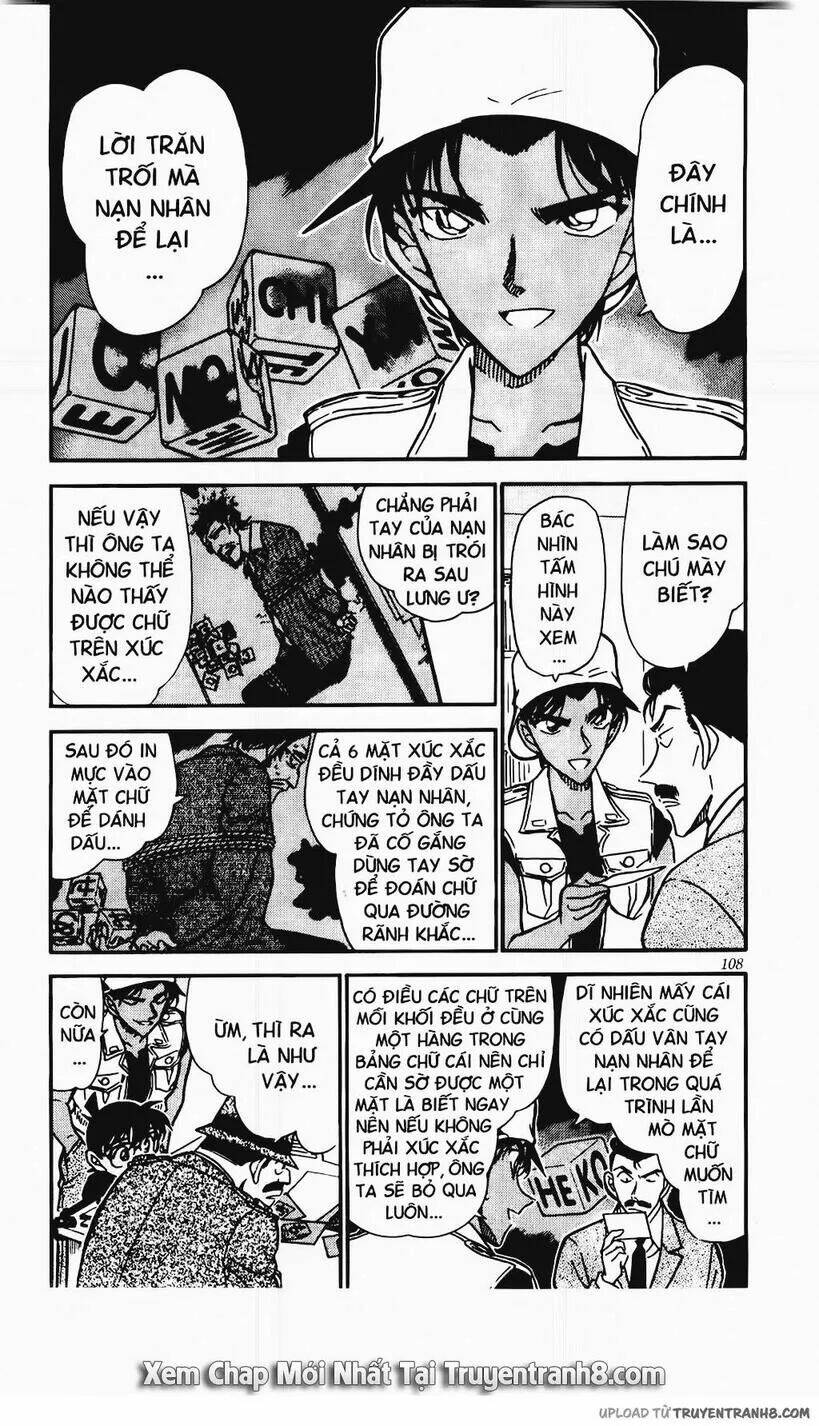 ĐÂY
CHÍNH
LÀ...
LỜI TRĂN
TRỐI MÀ
NẠN NHÂN
ĐỂ LẠI
...
LÀM SAO
CHÚ MÀY
BIẾT?
BÁC
NHÌN
TẤM
HÌNH
NÀY
XEM
...
CHẲNG PHẢI
TAY CỦA NẠN
NHÂN BỊ TRÓI
RA SAU
LƯNG Ư?
NẾU VẬY
THÌ ÔNG TA
KHÔNG THỂ
NÀO THẤY
ĐƯỢC CHỮ
TRÊN XÚC
XẮC...
CẢ 6 MẶT XÚC XẮC
ĐỀU DÍNH ĐẦY DẤU
TAY NẠN NHÂN,
CHỨNG TỎ ÔNG TA
ĐÃ CỐ GẮNG
DÙNG TAY SỜ
ĐỂ ĐOÁN CHỮ
QUA ĐƯỜNG
RÃNH KHẮC...
SAU ĐÓ IN
MỰC VÀO
MẶT CHỮ
ĐỂ DÁNH
DẤU...
108
DĨ NHIÊN MẤY CÁI
XÚC XẮC CŨNG
CÓ DẤU VÂN TAY
NẠN NHÂN ĐỂ
LẠI TRONG QUÁ
TRÌNH LẦN
MÒ MẶT
CHỮ
MUỐN
TÌM
...
CÓ ĐIỀU CÁC CHỮ TRÊN
MỖI KHỐI ĐỀU Ở CÙNG
MỘT HÀNG TRONG
BẢNG CHỮ CÁI NÊN CHỈ
CẦN SỜ ĐƯỢC MỘT
MẶT LÀ BIẾT NGAY
NÊN NẾU KHÔNG
PHẢI XÚC XẮC
THÍCH HỢP, ÔNG
TA SẼ BỎ QUA
LUÔN...
HE KO
ỪM, THÌ RA
LÀ NHƯ
VẬY...
CÒN
NỮA
...
Xem Chap Mới Nhất Tại Truyentranh8.com
UPLOAD TỪ TRUYENTRANH8.COM